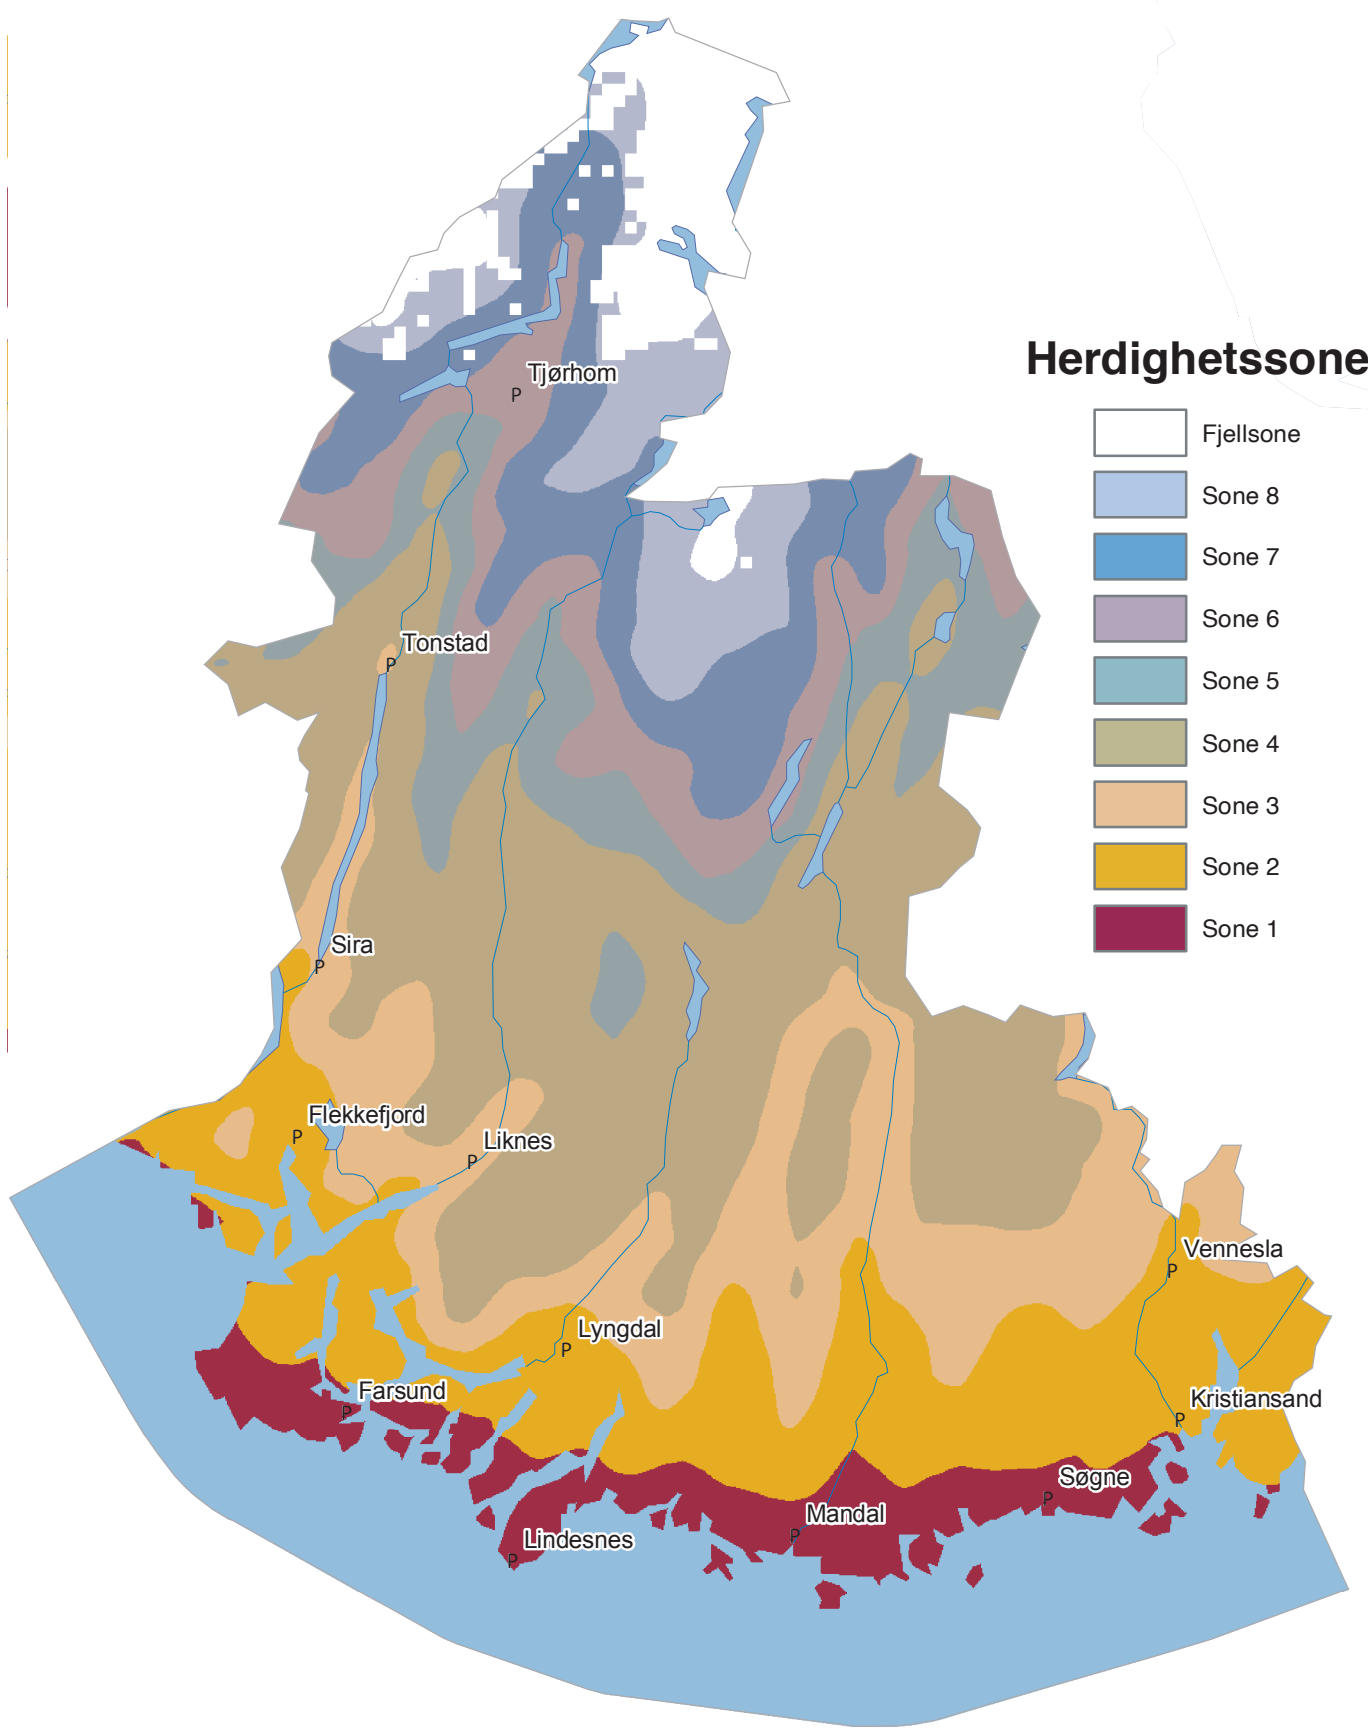 Herdighetssone
Fjellsone
Sone 8
Sone 7
Sone 6
Sone 5
Sone 4
Sone 3
Sone 2
Sone 1
Tjørhom
P
Tonstad
P
Sira
P
Flekkefjord
P
Liknes
P
Vennesla
P
Lyngdal
P
Farsund
P
Kristiansand
P
Søgne
P
Mandal
P
Lindesnes
P